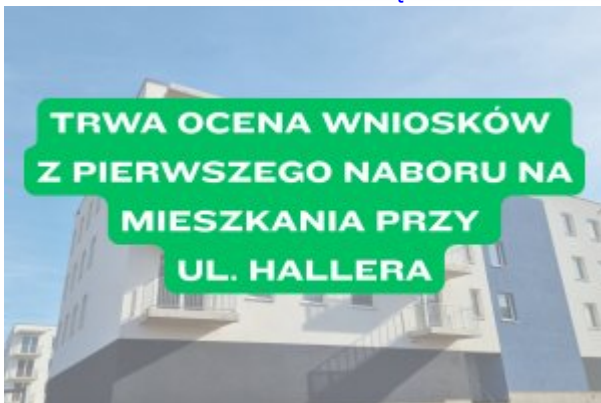 TRWA OCENA WNIOSKÓW
Z PIERWSZEGO NABORU NA
MIESZKANIA PRZY
UL. HALLERA